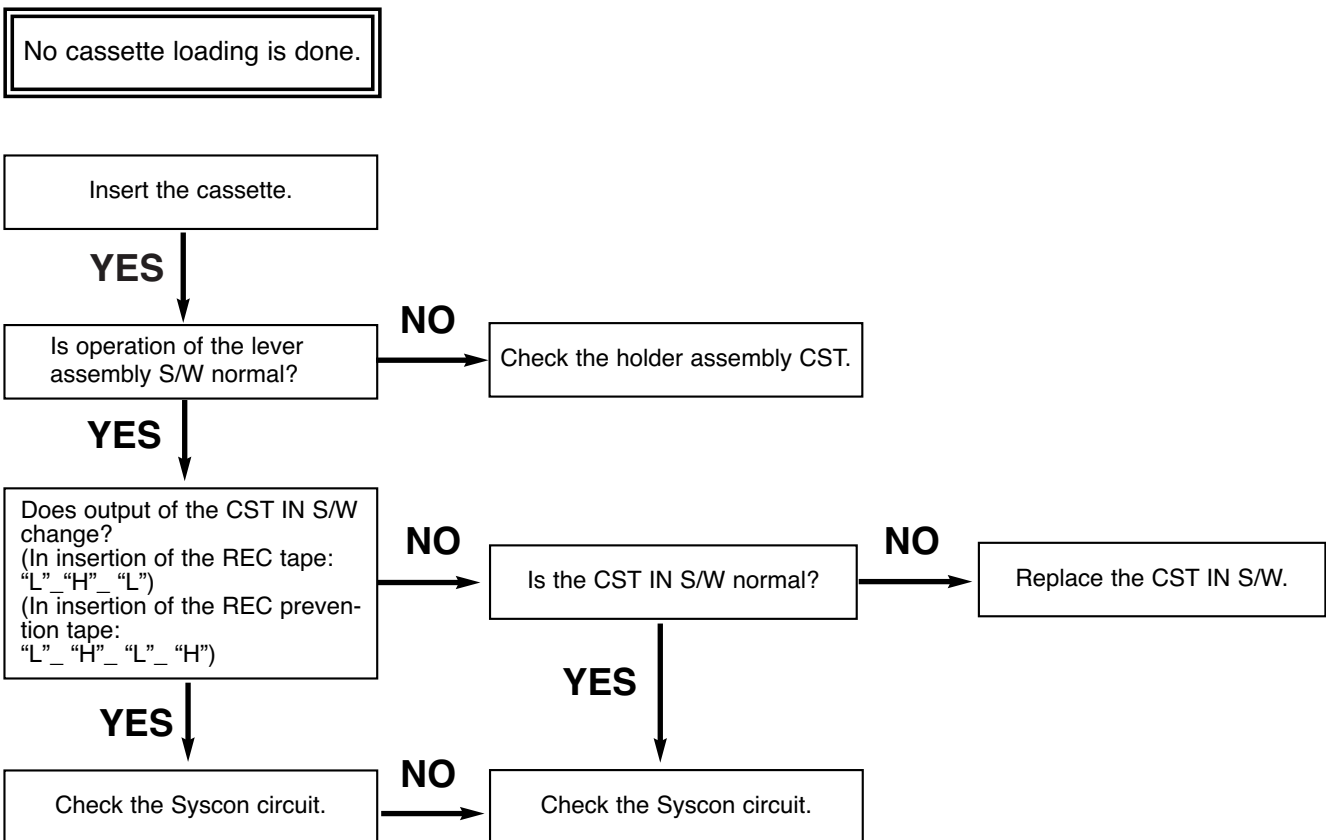 No cassette loading is done.
Insert the cassette.
YES
Is operation of the lever
assembly S/W normal?
NO
Check the holder assembly CST.
YES
Does output of the CST IN S/W
change?
(In insertion of the REC tape:
“L”_“H”_ “L”)
(In insertion of the REC preven-
tion tape:
“L”_ “H”_ “L”_ “H”)
NO
Is the CST IN S/W normal?
NO
Replace the CST IN S/W.
YES
YES
Check the Syscon circuit.
NO
Check the Syscon circuit.